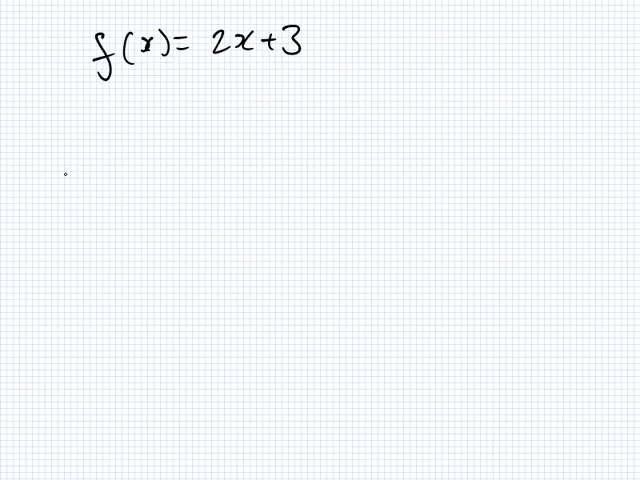 f(x) = 2x+3